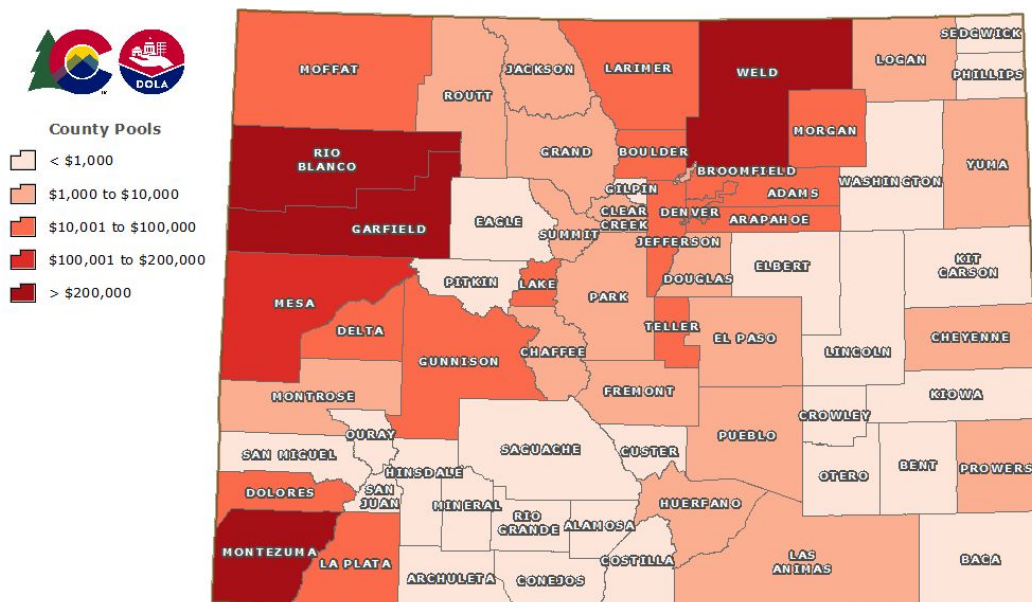 DOLA
County Pools
< $1,000
$1,000 to $10,000
$10,001 to $100,000
$100,001 to $200,000
> $200,000
MOFFAT
ROUTT
JACKSON
LARIMER
WELD
LOGAN
SEDGWICK
PHILLIPS
RIO
BLANCO
GRAND
BOULDER
MORGAN
WASHINGTON
YUMA
GARFIELD
EAGLE
SUMMIT
GILPIN
CLEAR
CREEK
BROOMFIELD
DENVER
ADAMS
ARAPAHOE
JEFFERSON
DOUGLAS
ELBERT
KIT
CARSON
MESA
PITKIN
LAKE
PARK
DELTA
GUNNISON
CHAFFEE
TELLER
EL PASO
LINCOLN
CHEYENNE
MONTROSE
FREMONT
KIOWA
OURAY
CROWLEY
SAN MIGUEL
HINSDALE
SAGUACHE
CUSTER
PUEBLO
OTERO
BENT
PROWERS
DOLORES
SAN
JUAN
MINERAL
RIO
GRANDE
ALAMOSA
HUERFANO
MONTEZUMA
LA PLATA
ARCHULETA
CONEJOS
COSTILLA
LAS
ANIMAS
BACA